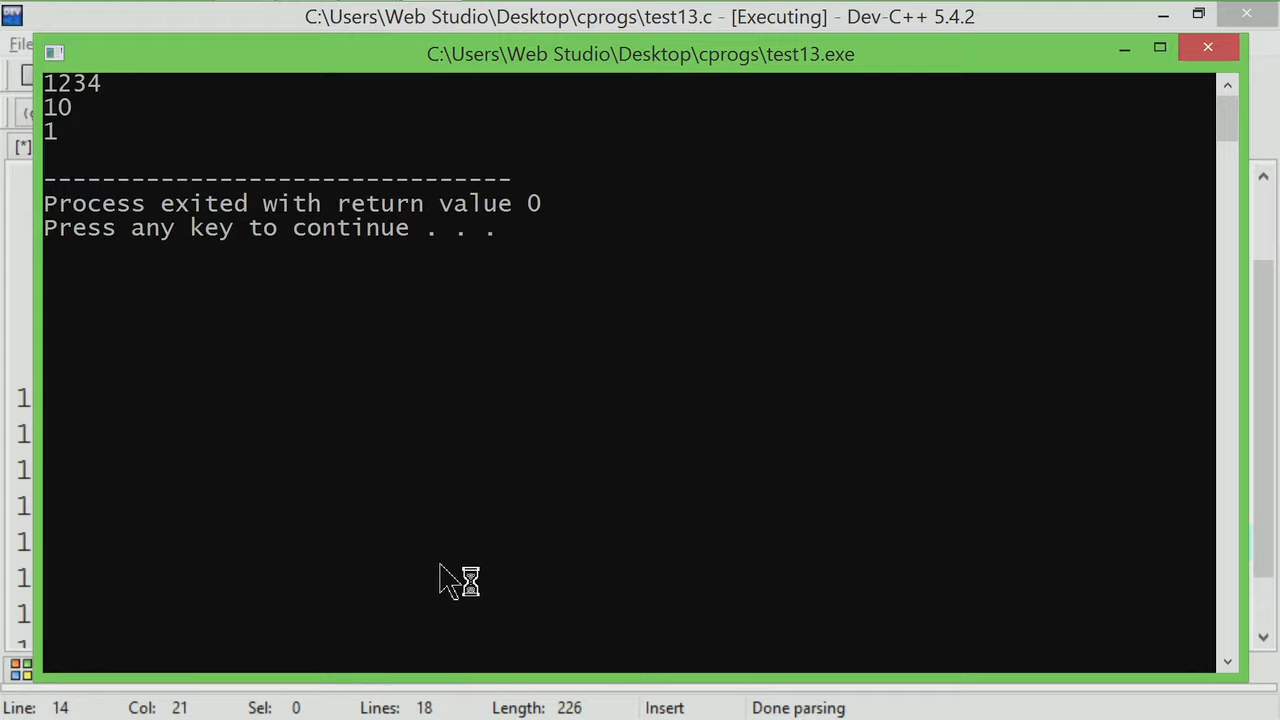 C:\Users\Web Studio\Desktop\cprogs\test13.c - [Executing] - Dev-C++ 5.4.2
File
C:\Users\Web Studio\Desktop\cprogs\test13.exe
1234
10
1
--------------------------------
Process exited with return value 0
Press any key to continue . . .
[*]
1
1
1
1
1
1
1
Line: 14 Col: 21 Sel: 0 Lines: 18 Length: 226 Insert Done parsing